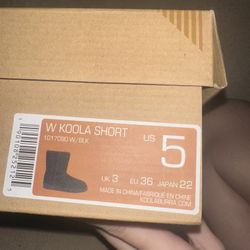 W KOOLA SHORT
1017090 W/BLK
US 5
UK 3 EU 36 JAPAN 22
MADE IN CHINA/FABRIQUÉ EN CHINE
KOOLABURRA.COM